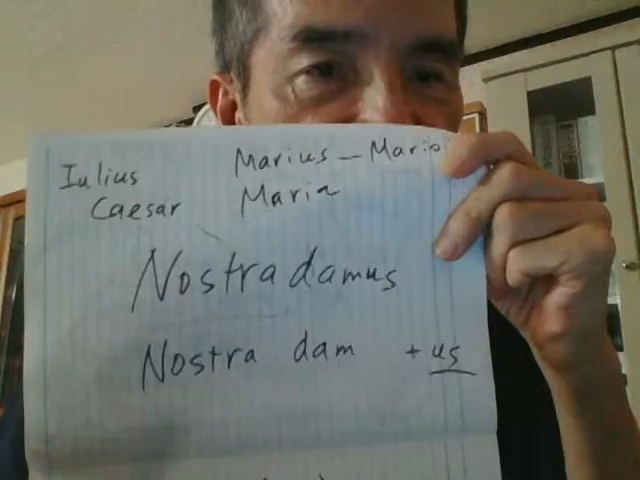 Iulius Marius - Mario
Caesar Maria
Nostradamus
Nostra dam + us